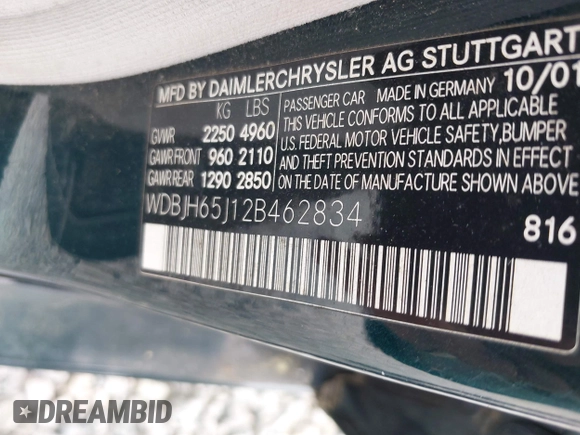 MFD BY DAIMLERCHRYSLER AG STUTTGART
KG LBS
GVWR 2250 4960
GAWR FRONT 960 2110
GAWR REAR 1290 2850
PASSENGER CAR MADE IN GERMANY 10/01
THIS VEHICLE CONFORMS TO ALL APPLICABLE
U.S. FEDERAL MOTOR VEHICLE SAFETY, BUMPER
AND THEFT PREVENTION STANDARDS IN EFFECT
ON THE DATE OF MANUFACTURE SHOWN ABOVE
WDBJH65J12B462834
816
DREAMBID